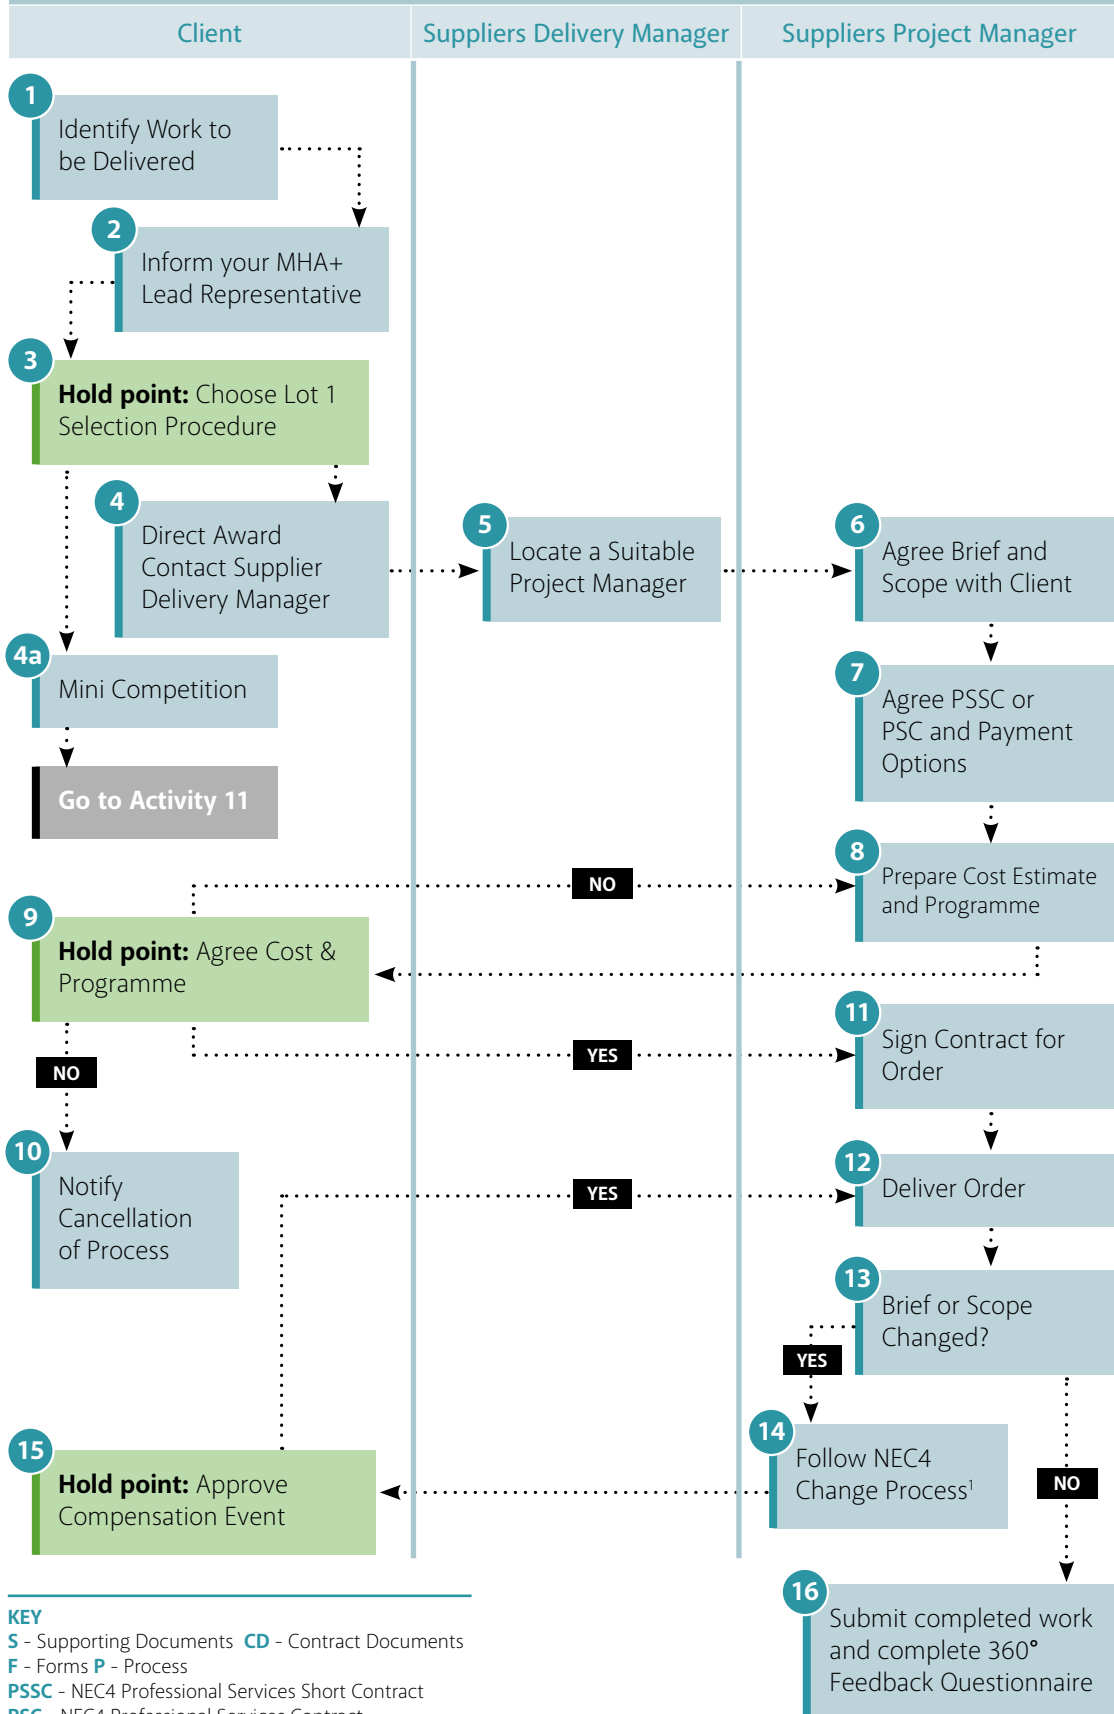 Client
Suppliers Delivery Manager
Suppliers Project Manager
1
Identify Work to
be Delivered
2
Inform your MHA+
Lead Representative
3
Hold point: Choose Lot 1
Selection Procedure
4
Direct Award
Contact Supplier
Delivery Manager
5
Locate a Suitable
Project Manager
6
Agree Brief and
Scope with Client
4a
Mini Competition
7
Agree PSSC or
PSC and Payment
Options
Go to Activity 11
8
Prepare Cost Estimate
and Programme
NO
9
Hold point: Agree Cost &
Programme
11
Sign Contract for
Order
YES
NO
10
Notify
Cancellation
of Process
12
Deliver Order
YES
13
Brief or Scope
Changed?
YES
14
Follow NEC4
Change Process¹
NO
15
Hold point: Approve
Compensation Event
16
Submit completed work
and complete 360°
Feedback Questionnaire
KEY
S - Supporting Documents CD - Contract Documents
F - Forms P - Process
PSSC - NEC4 Professional Services Short Contract
PSC - NEC4 Professional Services Contract